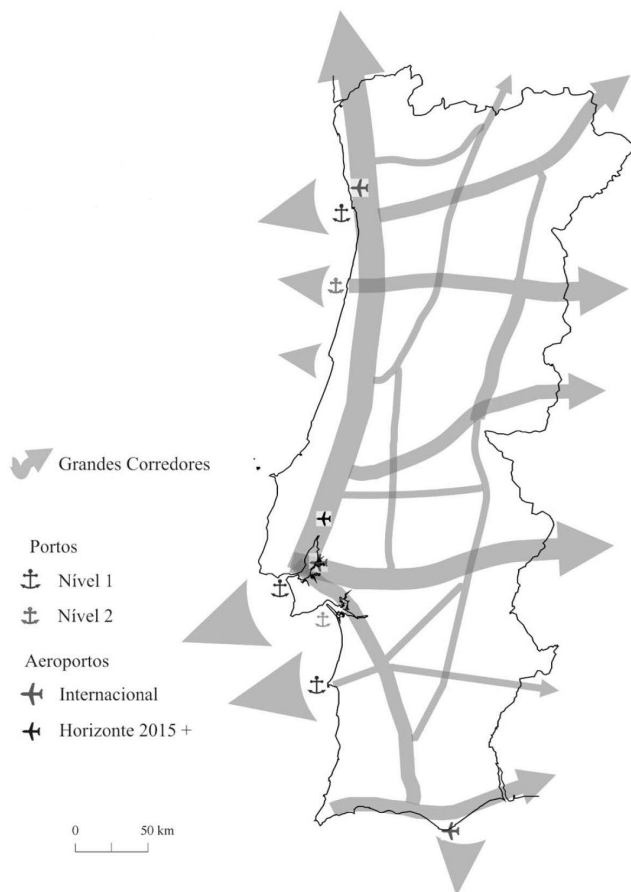 Grandes Corredores
Portos
Nível 1
Nível 2
Aeroportos
Internacional
Horizonte 2015 +
0 50 km